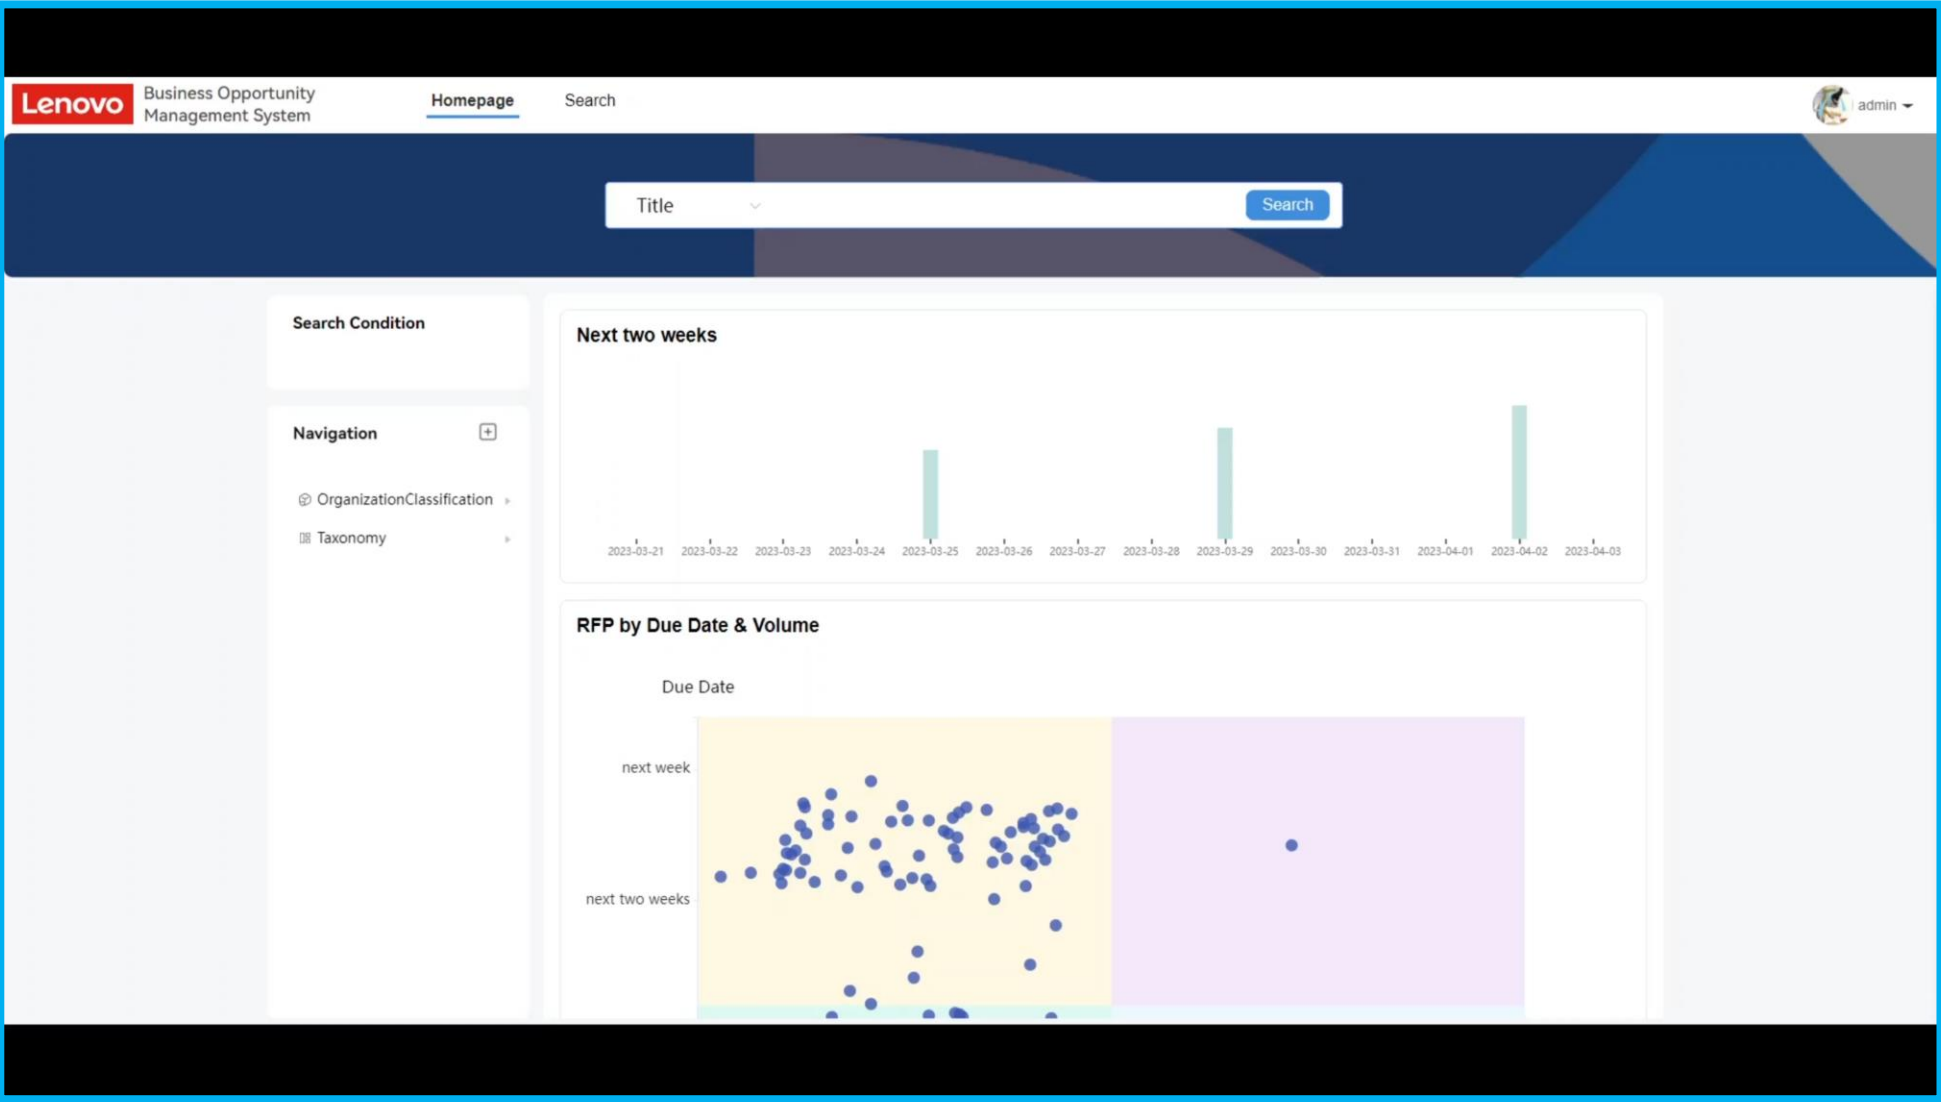 Lenovo
Business Opportunity
Management System
Homepage
Search
admin
Title
Search
Search Condition
Navigation
OrganizationClassification
Taxonomy
Next two weeks
2023-03-21
2023-03-22
2023-03-23
2023-03-24
2023-03-25
2023-03-26
2023-03-27
2023-03-28
2023-03-29
2023-03-30
2023-03-31
2023-04-01
2023-04-02
2023-04-03
RFP by Due Date & Volume
Due Date
next week
next two weeks